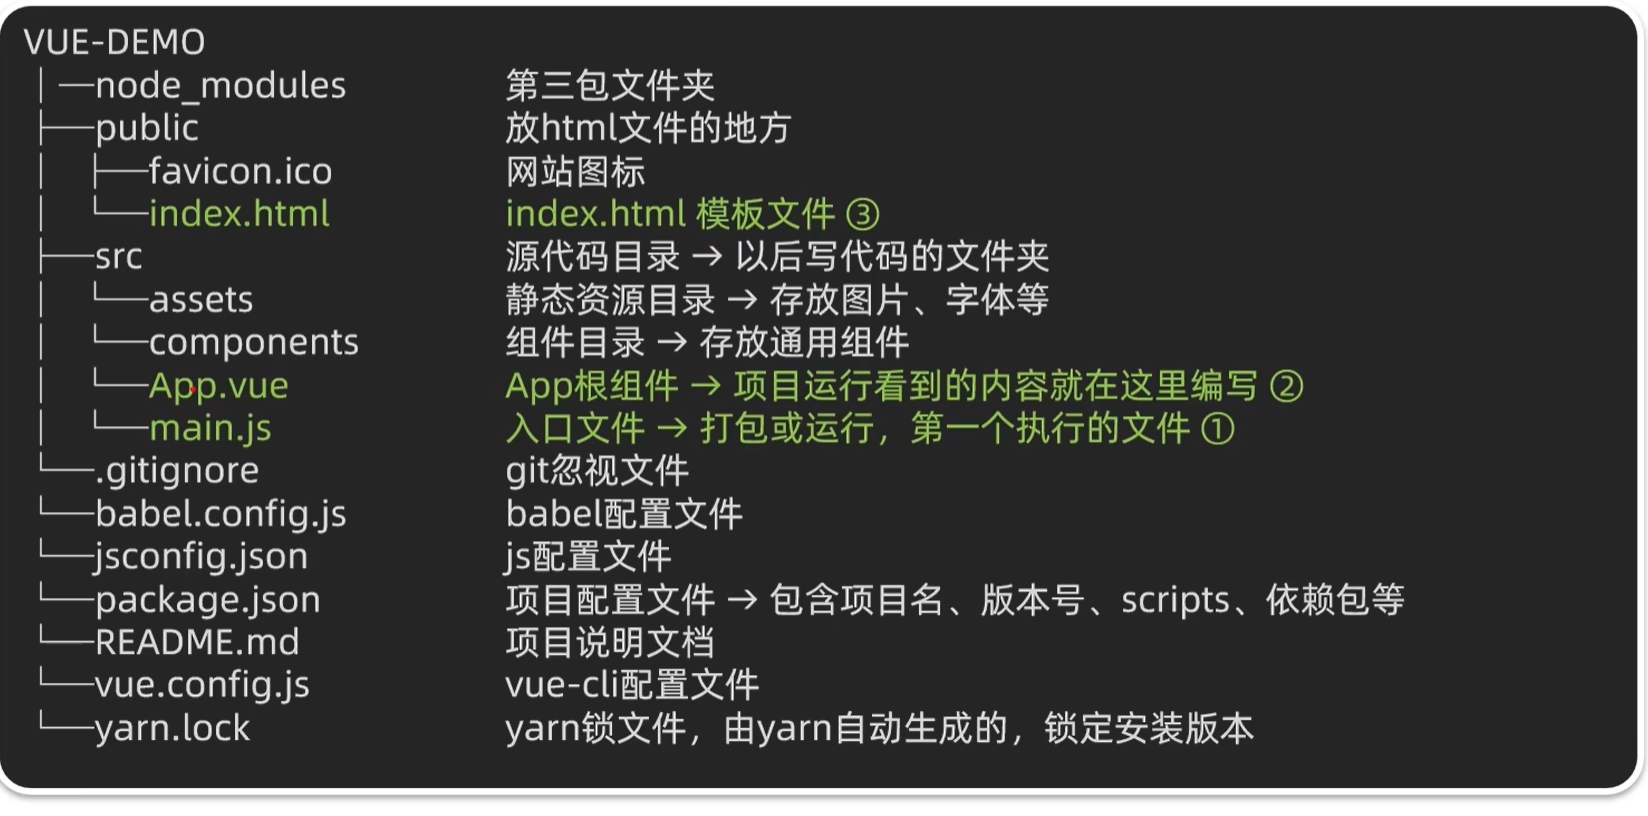 VUE-DEMO
│ ─node_modules 第三包文件夹
├──public 放html文件的地方
│ ├──favicon.ico 网站图标
│ └──index.html index.html 模板文件 ③
├──src 源代码目录 → 以后写代码的文件夹
│ └──assets 静态资源目录 → 存放图片、字体等
│ └──components 组件目录 → 存放通用组件
│ └──App.vue App根组件 → 项目运行看到的内容就在这里编写 ②
│ └──main.js 入口文件 → 打包或运行，第一个执行的文件 ①
└──.gitignore git忽视文件
└──babel.config.js babel配置文件
└──jsconfig.json js配置文件
└──package.json 项目配置文件 → 包含项目名、版本号、scripts、依赖包等
└──README.md 项目说明文档
└──vue.config.js vue-cli配置文件
└──yarn.lock yarn锁文件，由yarn自动生成的，锁定安装版本